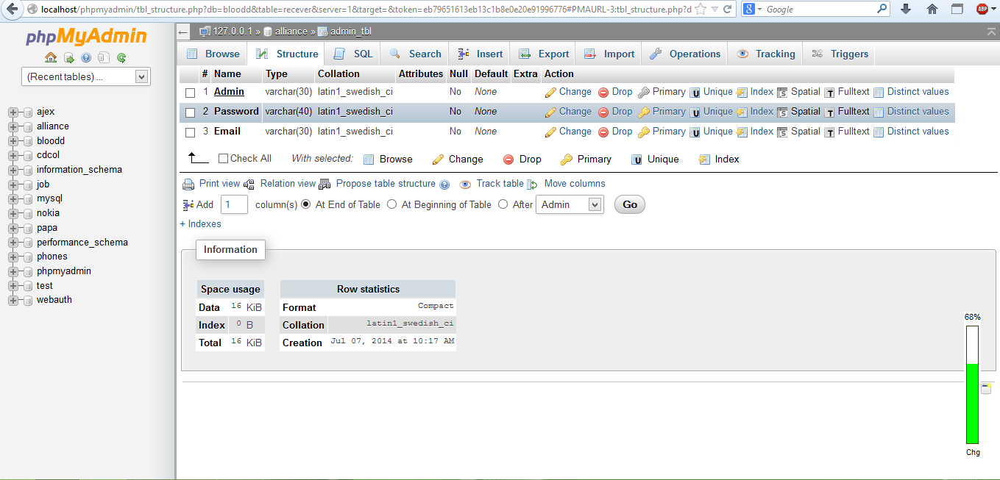 localhost/phpmyadmin/tbl_structure.php?db=bloodd&table=recever&server=1&target=&token=eb79651613eb13c1b8e0e20e91996776#PMAURL-3:tbl_structure.php?d
8 Google ABP
phpMyAdmin
(Recent tables) ...
ajex
alliance
bloodd
cdcol
information_schema
job
mysql
nokia
papa
performance_schema
phones
phpmyadmin
test
webauth
127.0.0.1 » alliance » admin_tbl
Browse Structure SQL Search Insert Export Import Operations Tracking Triggers
# Name Type Collation Attributes Null Default Extra Action
1 Admin varchar(30) latin1_swedish_ci No None Change Drop Primary Unique Index Spatial Fulltext Distinct values
2 Password varchar(40) latin1_swedish_ci No None Change Drop Primary Unique Index Spatial Fulltext Distinct values
3 Email varchar(30) latin1_swedish_ci No None Change Drop Primary Unique Index Spatial Fulltext Distinct values
Check All With selected: Browse Change Drop Primary Unique Index
Print view Relation view Propose table structure Track table Move columns
Add 1 column(s) At End of Table At Beginning of Table After Admin Go
+ Indexes
Information
Space usage
Data 16 KiB
Index 0 B
Total 16 KiB
Row statistics
Format Compact
Collation latin1_swedish_ci
Creation Jul 07, 2014 at 10:17 AM
68%
Chg